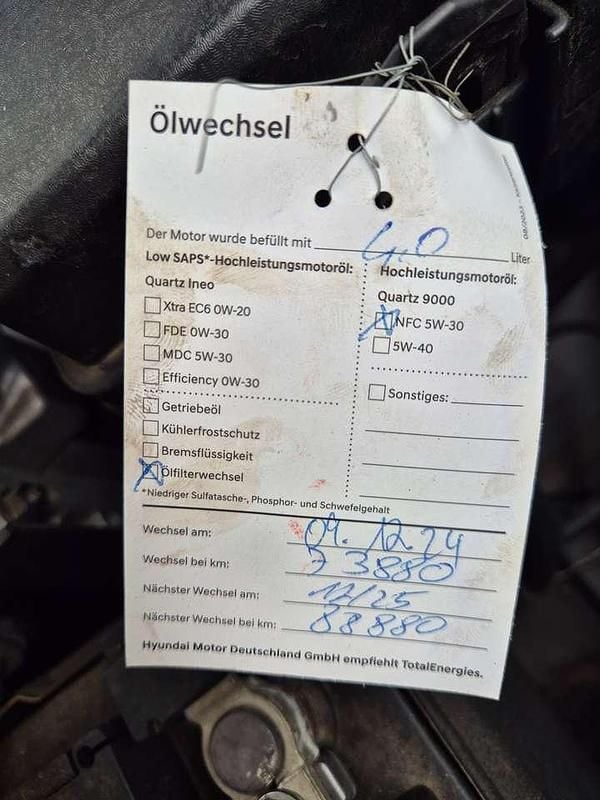 Ölwechsel
Der Motor wurde befüllt mit 4,0 Liter
Low SAPS*-Hochleistungsmotoröl:
Quartz Ineo
Xtra EC6 0W-20
FDE 0W-30
MDC 5W-30
Efficiency 0W-30
Getriebeöl
Kühlerfrostschutz
Bremsflüssigkeit
Ölfilterwechsel
Hochleistungsmotoröl:
Quartz 9000
NFC 5W-30
5W-40
Sonstiges:
*Niedriger Sulfatasche-, Phosphor- und Schwefelgehalt
Wechsel am: 09.12.24
Wechsel bei km: 73880
Nächster Wechsel am: 12/25
Nächster Wechsel bei km: 88880
Hyundai Motor Deutschland GmbH empfiehlt TotalEnergies.